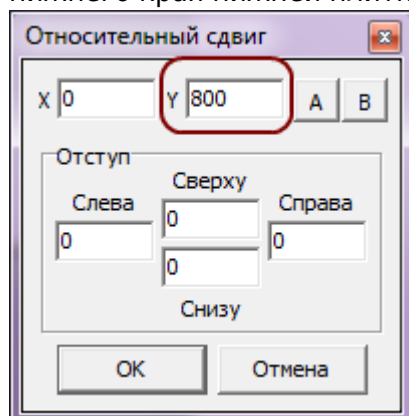 Относительный сдвиг
X 0 Y 800 A B
Отступ
Сверху
Слева 0 Справа
0 0 0
Снизу
OK Отмена